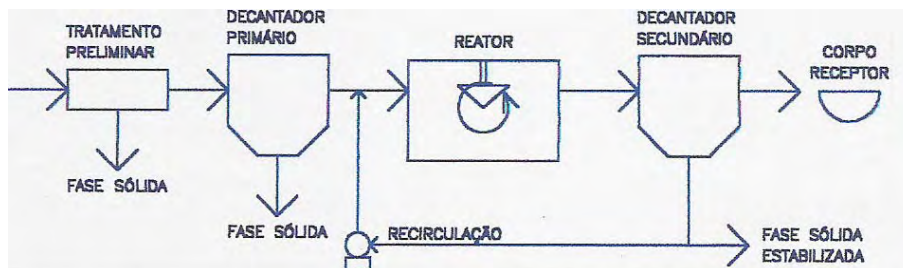 TRATAMENTO
PRELIMINAR
FASE SÓLIDA
DECANTADOR
PRIMÁRIO
FASE SÓLIDA
REATOR
RECIRCULAÇÃO
DECANTADOR
SECUNDÁRIO
CORPO
RECEPTOR
FASE SÓLIDA
ESTABILIZADA